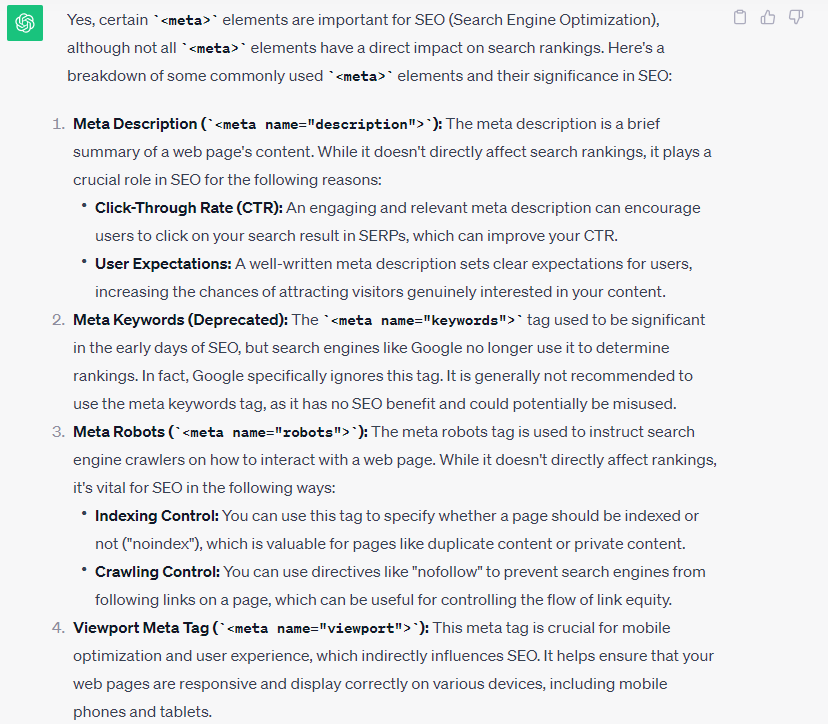 Yes, certain `<meta>` elements are important for SEO (Search Engine Optimization),
although not all `<meta>` elements have a direct impact on search rankings. Here's a
breakdown of some commonly used `<meta>` elements and their significance in SEO:
1. Meta Description (`<meta name="description">`): The meta description is a brief
summary of a web page's content. While it doesn't directly affect search rankings, it plays a
crucial role in SEO for the following reasons:
• Click-Through Rate (CTR): An engaging and relevant meta description can encourage
users to click on your search result in SERPs, which can improve your CTR.
• User Expectations: A well-written meta description sets clear expectations for users,
increasing the chances of attracting visitors genuinely interested in your content.
2. Meta Keywords (Deprecated): The `<meta name="keywords">` tag used to be significant
in the early days of SEO, but search engines like Google no longer use it to determine
rankings. In fact, Google specifically ignores this tag. It is generally not recommended to
use the meta keywords tag, as it has no SEO benefit and could potentially be misused.
3. Meta Robots (`<meta name="robots">`): The meta robots tag is used to instruct search
engine crawlers on how to interact with a web page. While it doesn't directly affect rankings,
it's vital for SEO in the following ways:
• Indexing Control: You can use this tag to specify whether a page should be indexed or
not ("noindex"), which is valuable for pages like duplicate content or private content.
• Crawling Control: You can use directives like "nofollow" to prevent search engines from
following links on a page, which can be useful for controlling the flow of link equity.
4. Viewport Meta Tag (`<meta name="viewport">`): This meta tag is crucial for mobile
optimization and user experience, which indirectly influences SEO. It helps ensure that your
web pages are responsive and display correctly on various devices, including mobile
phones and tablets.